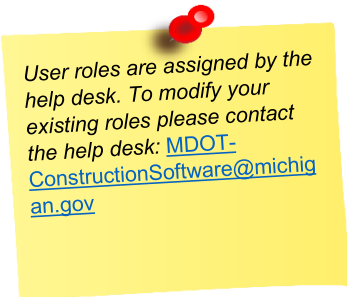 User roles are assigned by the
help desk. To modify your
existing roles please contact
the help desk: MDOT-
ConstructionSoftware@michig
an.gov